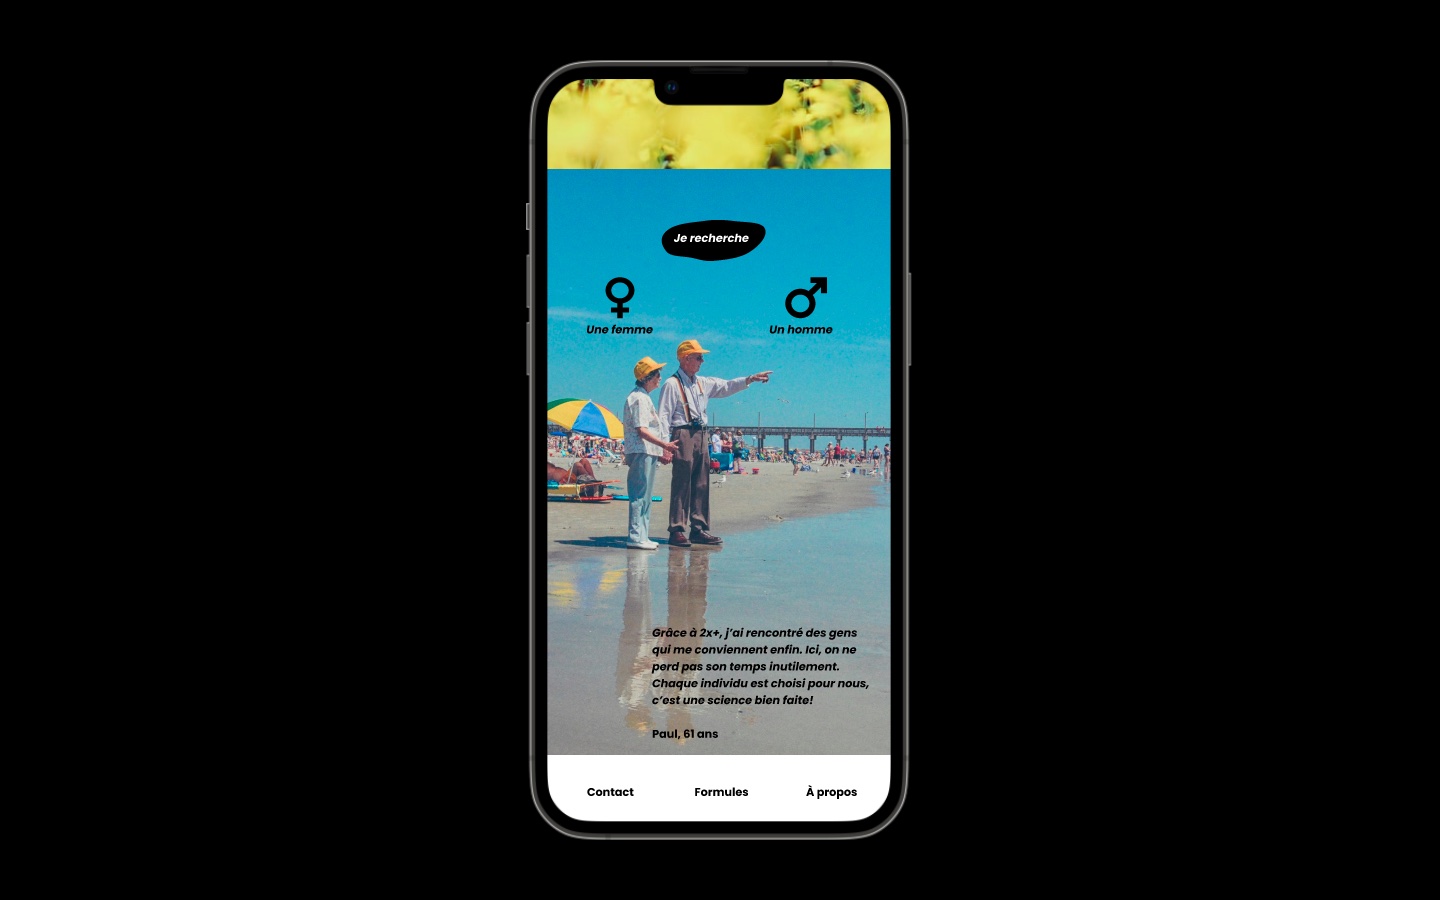 Je recherche
Une femme
Un homme
Grâce à 2x+, j’ai rencontré des gens
qui me conviennent enfin. Ici, on ne
perd pas son temps inutilement.
Chaque individu est choisi pour nous,
c’est une science bien faite!
Paul, 61 ans
Contact
Formules
À propos